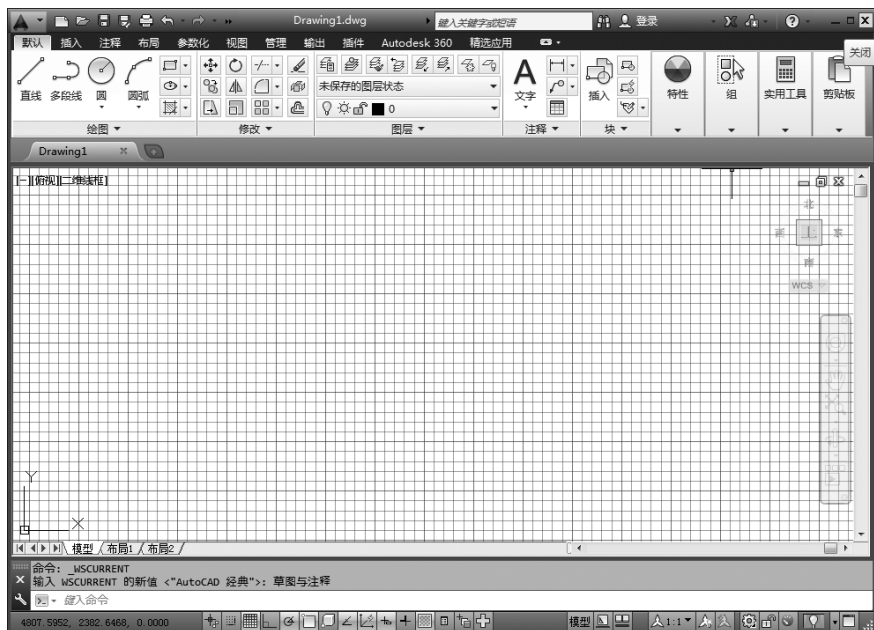 Drawing1.dwg 键入关键字或短语 登录
默认 插入 注释 布局 参数化 视图 管理 输出 插件 Autodesk 360 精选应用
关闭
直线 多段线 圆 圆弧
未保存的图层状态
0
文字
插入
特性 组 实用工具 剪贴板
绘图 修改 图层 注释 块
Drawing1
[-][俯视][二维线框]
北
西 上 东
南
WCS
Y
X
模型 布局1 布局2
命令: _WSCURRENT
输入 WSCURRENT 的新值 <"AutoCAD 经典">: 草图与注释
键入命令
4807.5952, 2382.6468, 0.0000 模型 1:1